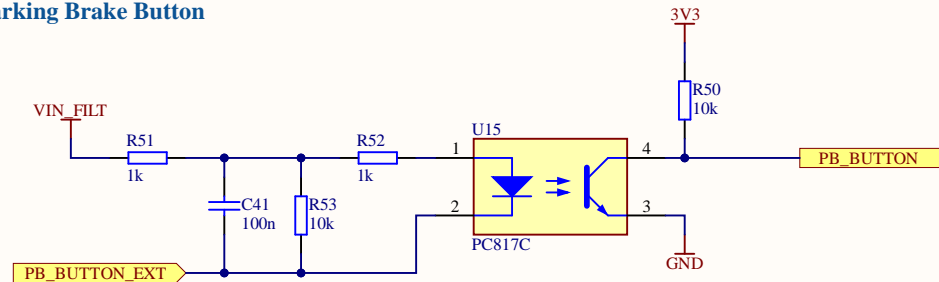 arking Brake Button
3V3
R50
10k
VIN_FILT
R51
1k
R52
1k
U15
1
4
PB_BUTTON
C41
100n
R53
10k
2
3
PC817C
GND
PB_BUTTON_EXT